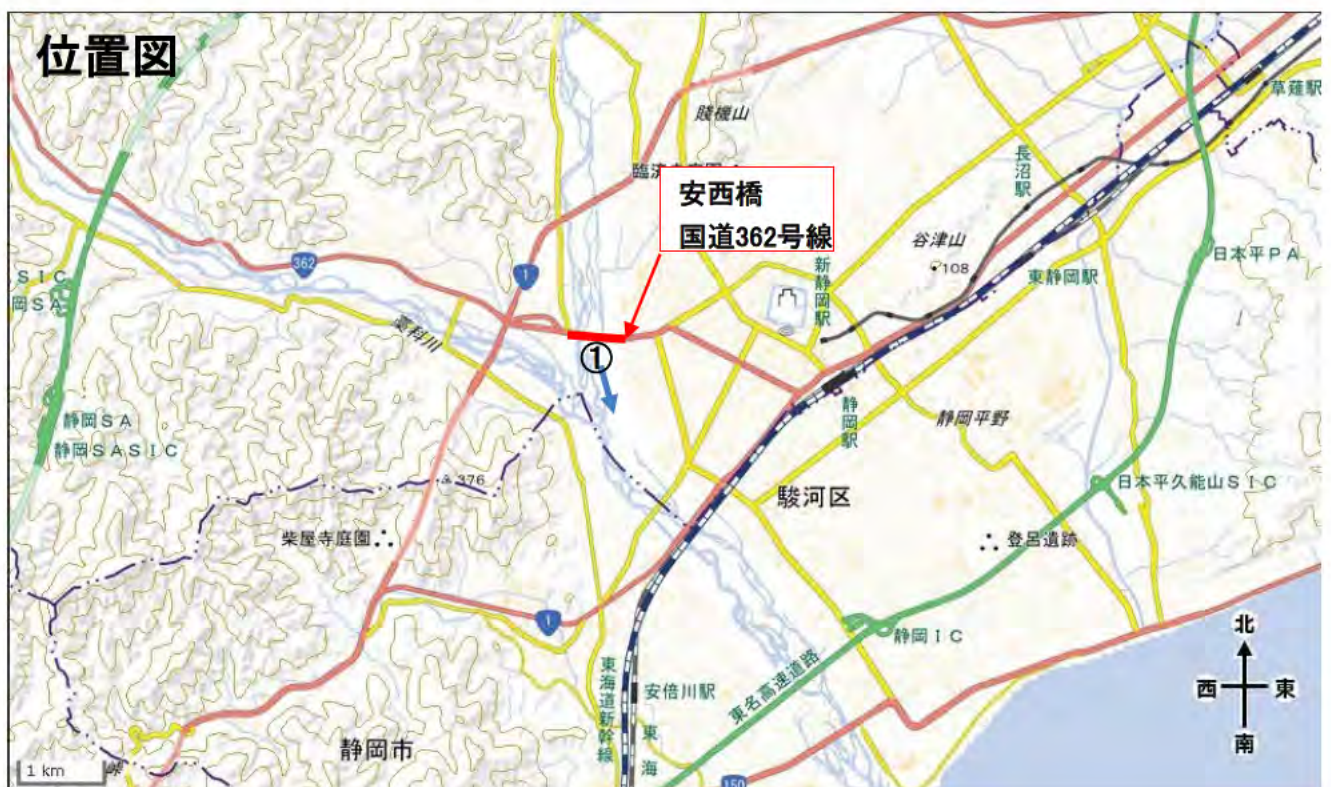 位置図
賤機山
草薙駅
長沼駅
安西橋
国道362号線
谷津山
108
日本平PA
新静岡駅
東静岡駅
362
1
SIC
岡SA
藁科川
①
静岡SA
静岡SASIC
静岡駅
静岡平野
376
駿河区
日本平久能山SIC
柴屋寺庭園
登呂遺跡
1
静岡IC
北
西
東
南
東海道新幹線
安倍川駅
東名高速道路
東海
静岡市
1 km
峠
150